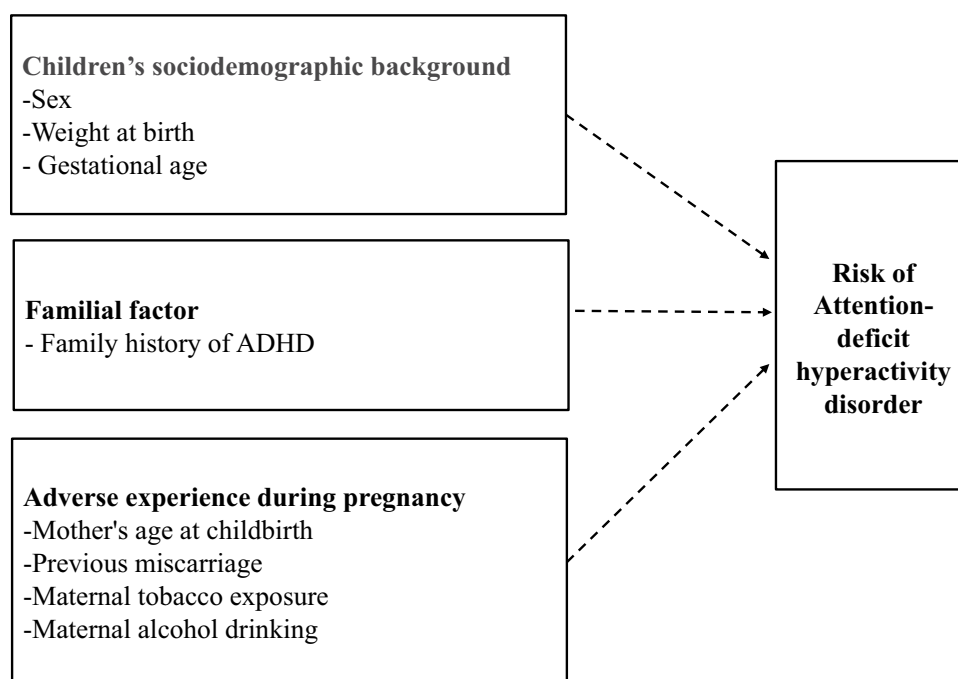 Children’s sociodemographic background
-Sex
-Weight at birth
- Gestational age
Familial factor
- Family history of ADHD
Adverse experience during pregnancy
-Mother's age at childbirth
-Previous miscarriage
-Maternal tobacco exposure
-Maternal alcohol drinking
Risk of
Attention-
deficit
hyperactivity
disorder